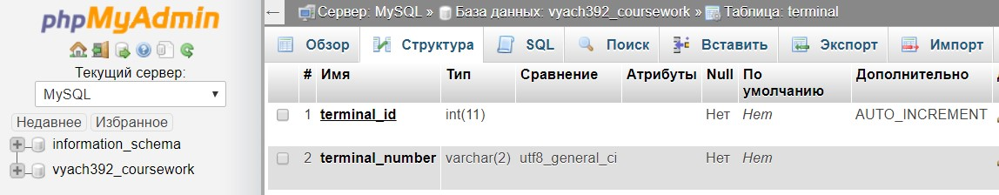 phpMyAdmin
Текущий сервер:
MySQL
Недавнее Избранное
information_schema
vyach392_coursework
Сервер: MySQL » База данных: vyach392_coursework » Таблица: terminal
Обзор Структура SQL Поиск Вставить Экспорт Импорт
# Имя Тип Сравнение Атрибуты Null По умолчанию Дополнительно
1 terminal_id int(11) Нет Нет AUTO_INCREMENT
2 terminal_number varchar(2) utf8_general_ci Нет Нет